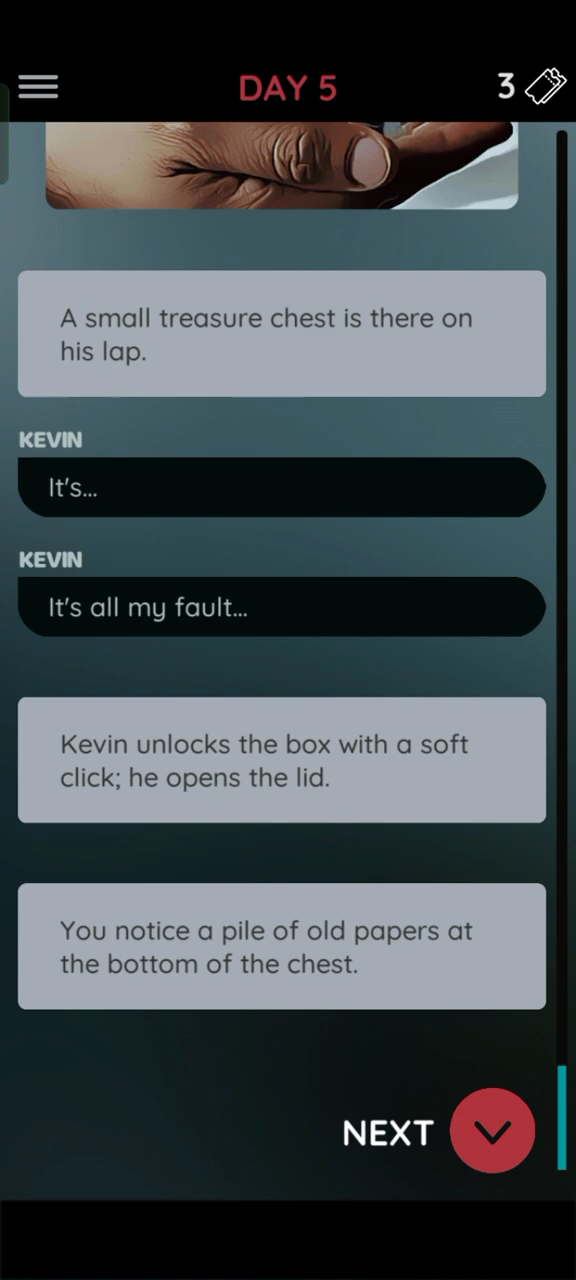 DAY 5
3
A small treasure chest is there on
his lap.
KEVIN
It's...
KEVIN
It's all my fault...
Kevin unlocks the box with a soft
click; he opens the lid.
You notice a pile of old papers at
the bottom of the chest.
NEXT